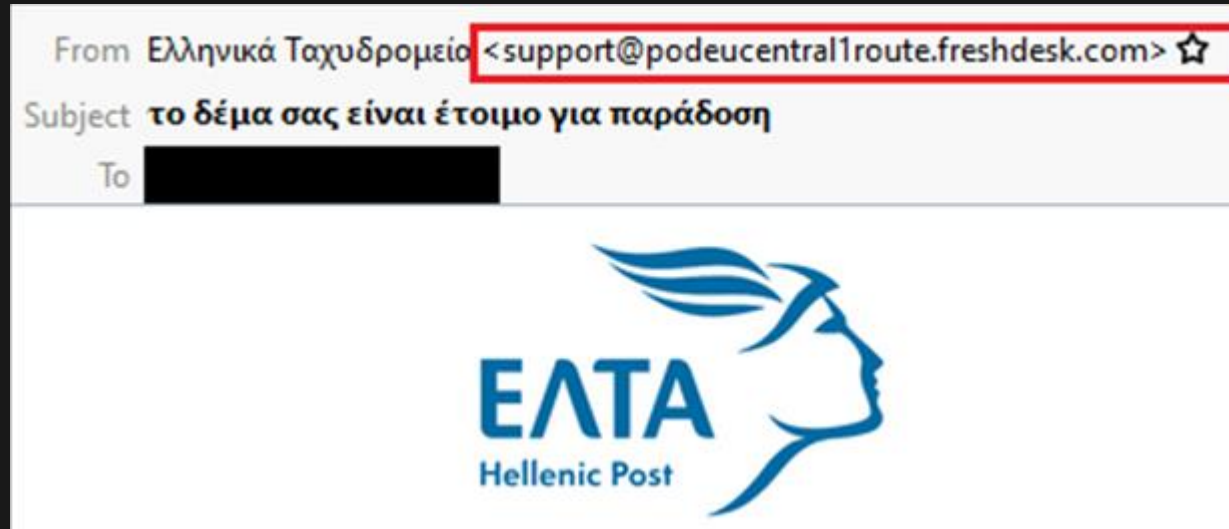 From Ελληνικά Ταχυδρομεία <support@podeucentral1route.freshdesk.com>
Subject το δέμα σας είναι έτοιμο για παράδοση
To
ΕΛΤΑ
Hellenic Post